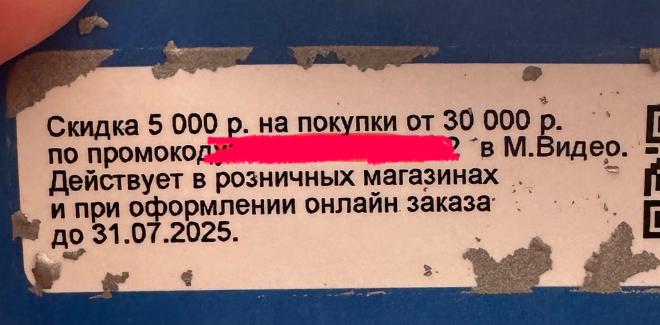 Скидка 5 000 р. на покупки от 30 000 р.
по промокоду в М.Видео.
Действует в розничных магазинах
и при оформлении онлайн заказа
до 31.07.2025.